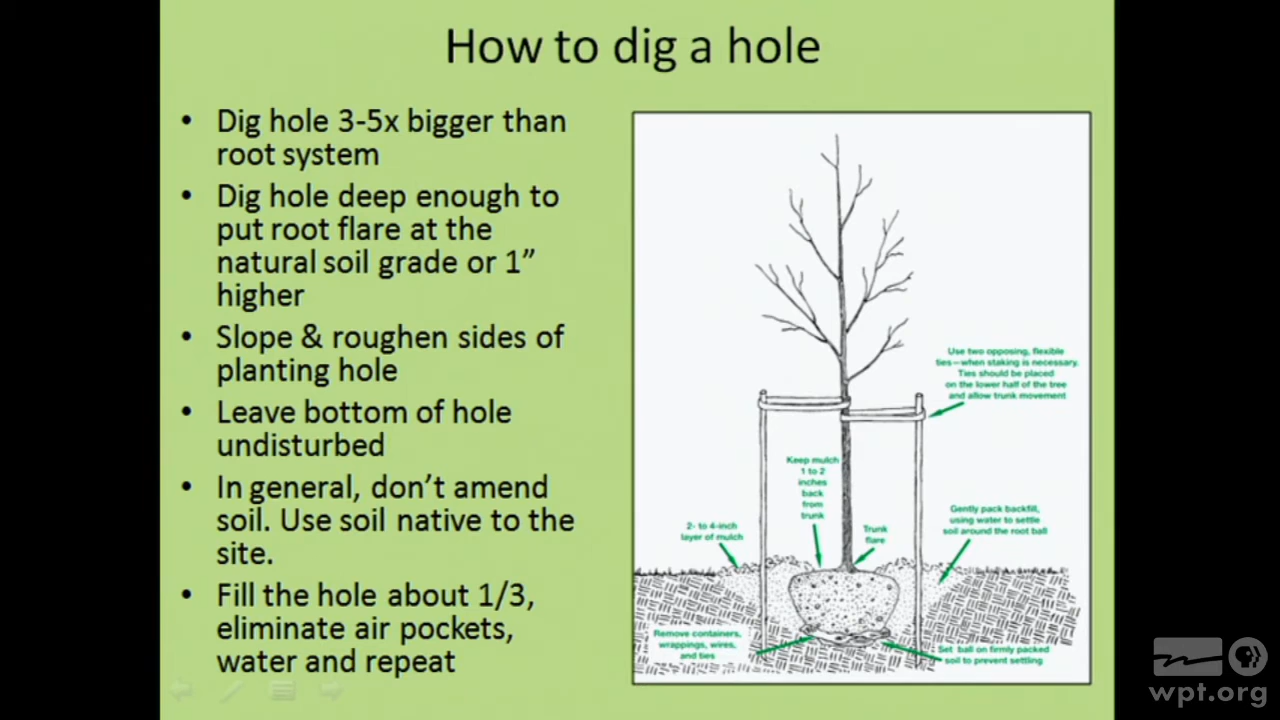 How to dig a hole
• Dig hole 3-5x bigger than
root system
• Dig hole deep enough to
put root flare at the
natural soil grade or 1”
higher
• Slope & roughen sides of
planting hole
• Leave bottom of hole
undisturbed
• In general, don’t amend
soil. Use soil native to the
site.
• Fill the hole about 1/3,
eliminate air pockets,
water and repeat
Use two opposing, flexible
ties—when staking is necessary.
Ties should be placed
on the lower half of the tree
and allow trunk movement
Keep mulch
1 to 2
inches
back
from
trunk
2- to 4-inch
layer of mulch
Trunk
flare
Gently pack backfill,
using water to settle
soil around the root ball
Remove containers,
wrappings, wires,
and ties
Set ball on firmly packed
soil to prevent settling
wpt.org